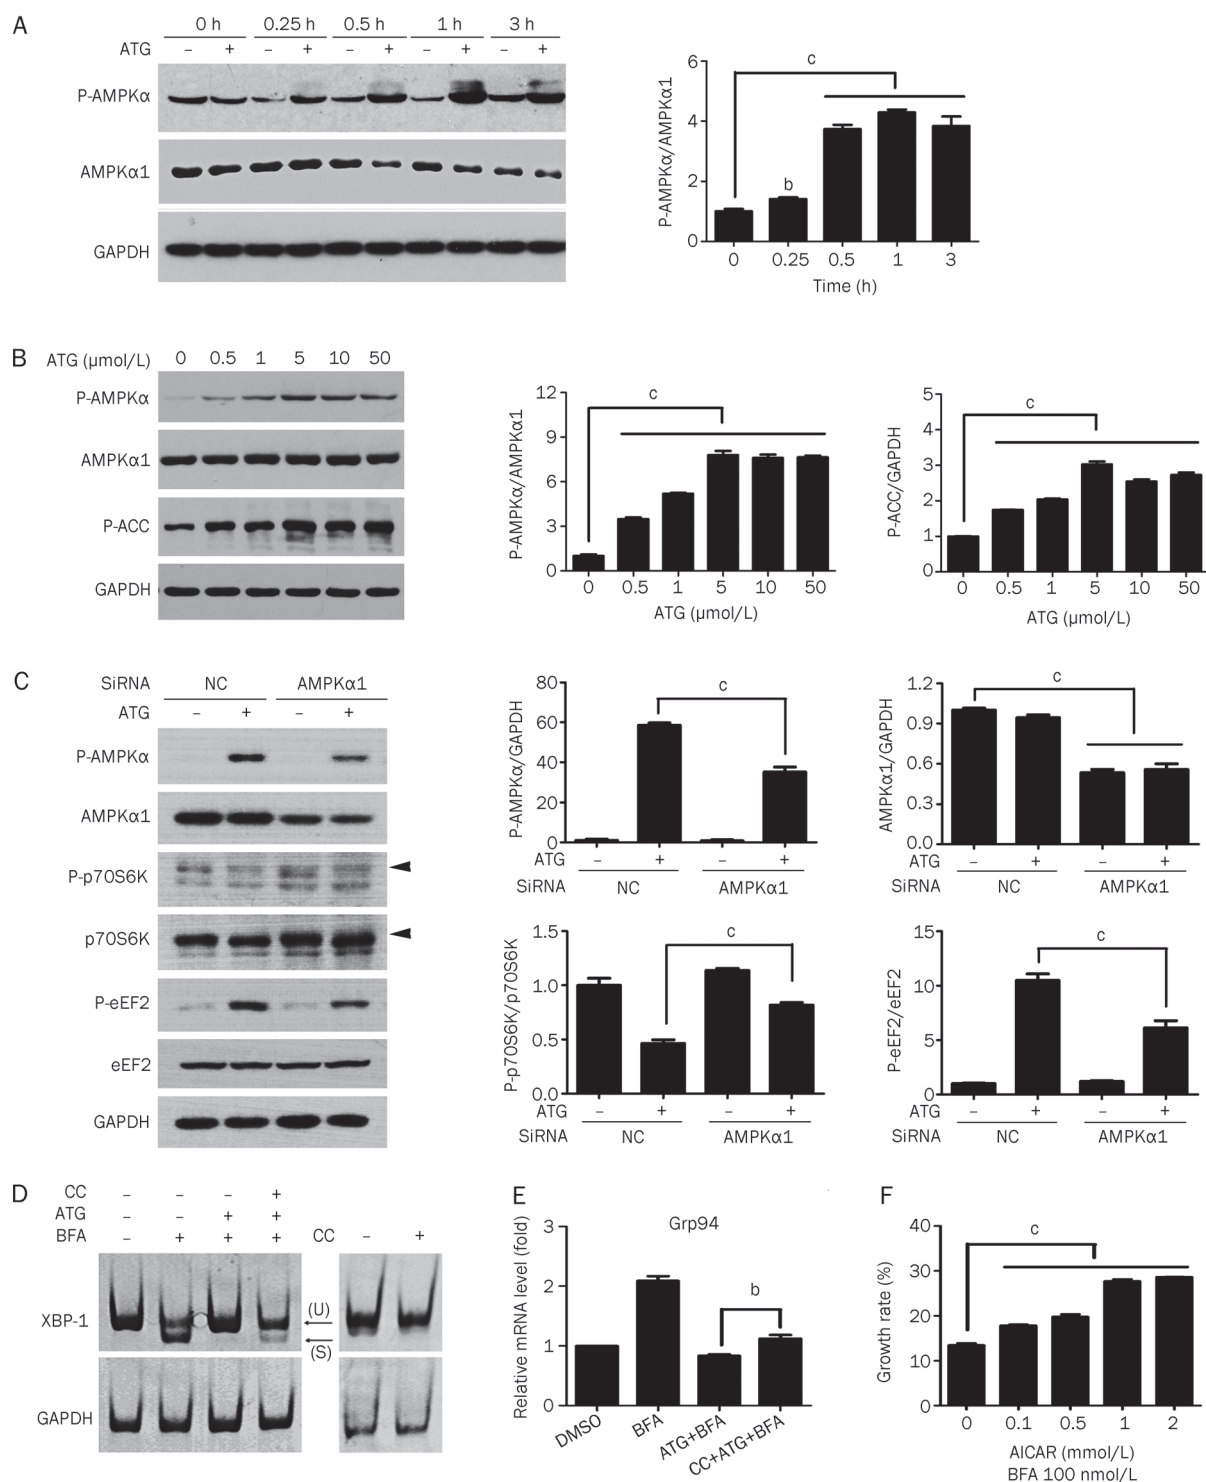 A
0 h 0.25 h 0.5 h 1 h 3 h
ATG – + – + – + – + – +
P-AMPKα
AMPKα1
GAPDH
P-AMPKα/AMPKα1
6
4
2
0
c
b
0 0.25 0.5 1 3
Time (h)
B
ATG (µmol/L) 0 0.5 1 5 10 50
P-AMPKα
AMPKα1
P-ACC
GAPDH
P-AMPKα/AMPKα1
12
9
6
3
0
c
0 0.5 1 5 10 50
ATG (µmol/L)
P-ACC/GAPDH
5
4
3
2
1
0
c
0 0.5 1 5 10 50
ATG (µmol/L)
C
SiRNA NC AMPKα1
ATG – + – +
P-AMPKα
AMPKα1
P-p70S6K
p70S6K
P-eEF2
eEF2
GAPDH
P-AMPKα/GAPDH
80
60
40
20
0
c
ATG – + – +
SiRNA NC AMPKα1
AMPKα1/GAPDH
1.2
0.9
0.6
0.3
0.0
c
ATG – + – +
SiRNA NC AMPKα1
P-p70S6K/p70S6K
1.5
1.0
0.5
0.0
c
ATG – + – +
SiRNA NC AMPKα1
P-eEF2/eEF2
15
10
5
0
c
ATG – + – +
SiRNA NC AMPKα1
D
CC – – – +
ATG – – + +
BFA – + + +
CC – +
XBP-1
(U)
(S)
GAPDH
E
Grp94
Relative mRNA level (fold)
3
2
1
0
b
DMSO BFA ATG+BFA CC+ATG+BFA
F
Growth rate (%)
40
30
20
10
0
c
0 0.1 0.5 1 2
AICAR (mmol/L)
BFA 100 nmol/L